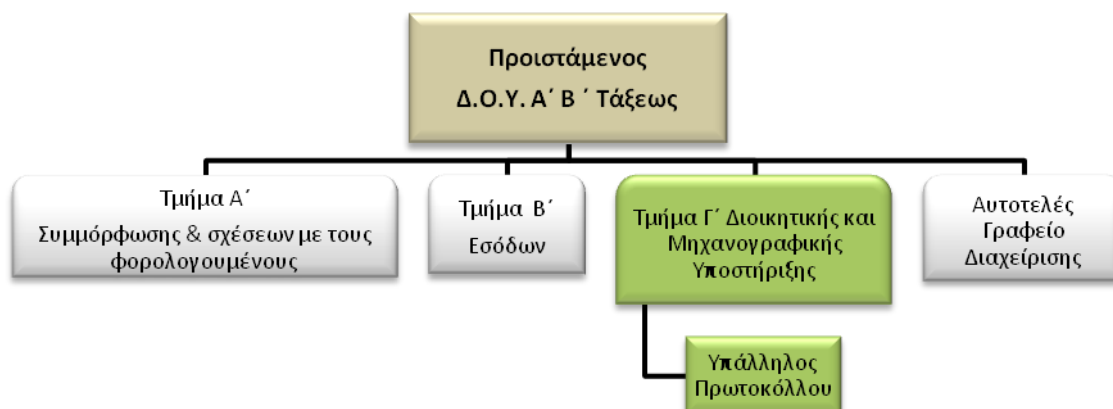 Προιστάμενος
Δ.Ο.Υ. Α΄ Β ΄ Τάξεως
Τμήμα Α΄
Συμμόρφωσης & σχέσεων με τους
φορολογουμένους
Τμήμα Β΄
Εσόδων
Τμήμα Γ΄ Διοικητικής και
Μηχανογραφικής
Υποστήριξης
Αυτοτελές
Γραφείο
Διαχείρισης
Υπάλληλος
Πρωτοκόλλου